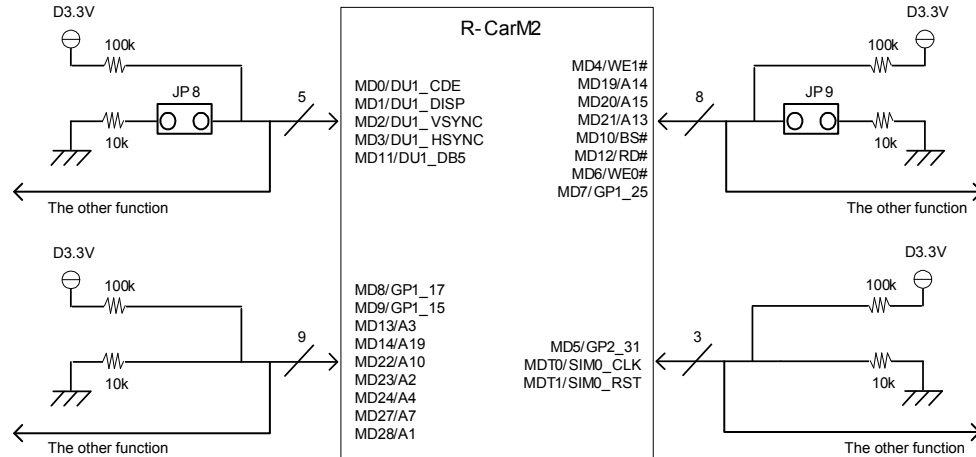 R-CarM2
D3.3V
100k
JP8
10k
5
The other function
MD0/DU1_CDE
MD1/DU1_DISP
MD2/DU1_VSYNC
MD3/DU1_HSYNC
MD11/DU1_DB5
MD4/WE1#
MD19/A14
MD20/A15
MD21/A13
MD10/BS#
MD12/RD#
MD6/WE0#
MD7/GP1_25
8
D3.3V
100k
JP9
10k
The other function
D3.3V
100k
10k
9
The other function
MD8/GP1_17
MD9/GP1_15
MD13/A3
MD14/A19
MD22/A10
MD23/A2
MD24/A4
MD27/A7
MD28/A1
MD5/GP2_31
MDT0/SIM0_CLK
MDT1/SIM0_RST
3
D3.3V
100k
10k
The other function